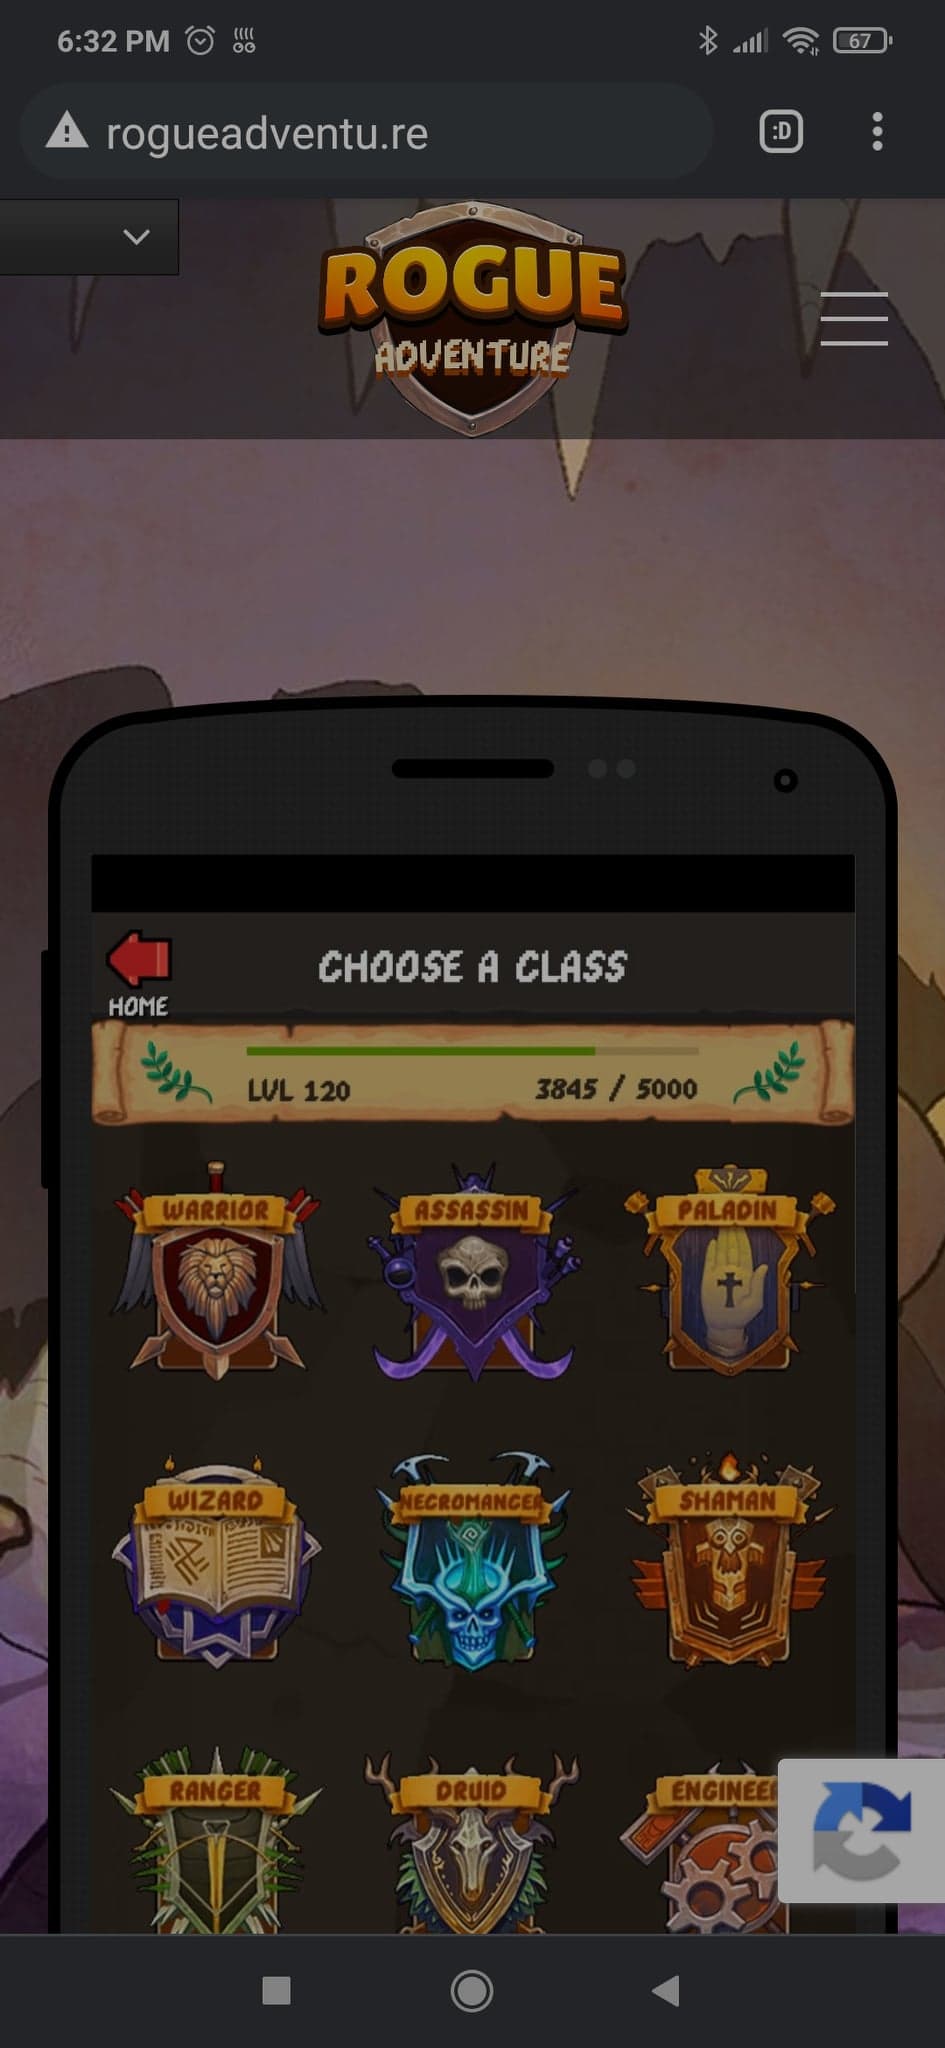 6:32 PM
67
rogueadventu.re
:D
ROGUE
ADVENTURE
CHOOSE A CLASS
HOME
LVL 120
3845 / 5000
WARRIOR
ASSASSIN
PALADIN
WIZARD
NECROMANCER
SHAMAN
RANGER
DRUID
ENGINEE